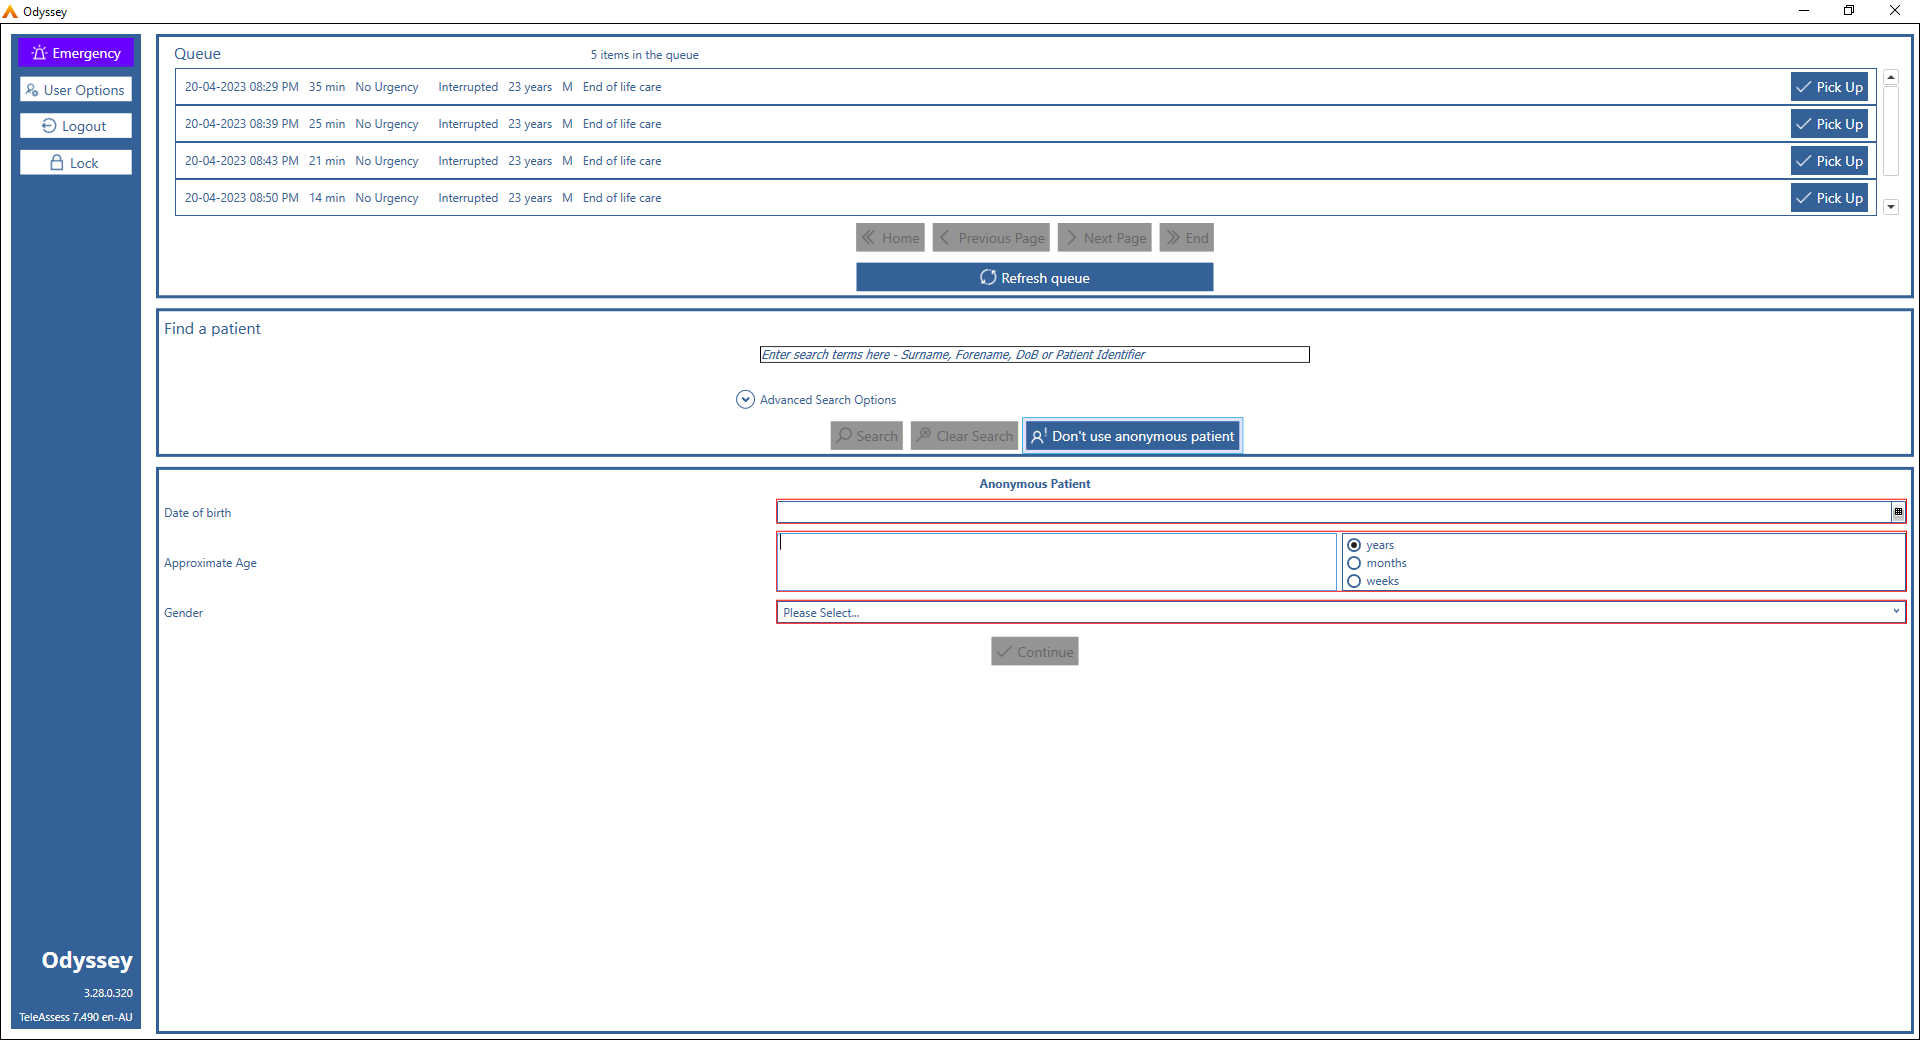 Odyssey
Emergency
User Options
Logout
Lock
Queue 5 items in the queue
20-04-2023 08:29 PM 35 min No Urgency Interrupted 23 years M End of life care Pick Up
20-04-2023 08:39 PM 25 min No Urgency Interrupted 23 years M End of life care Pick Up
20-04-2023 08:43 PM 21 min No Urgency Interrupted 23 years M End of life care Pick Up
20-04-2023 08:50 PM 14 min No Urgency Interrupted 23 years M End of life care Pick Up
Home Previous Page Next Page End
Refresh queue
Find a patient
Enter search terms here - Surname, Forename, DoB or Patient Identifier
Advanced Search Options
Search Clear Search Don't use anonymous patient
Anonymous Patient
Date of birth
Approximate Age
years
months
weeks
Gender Please Select...
Continue
Odyssey
3.28.0.320
TeleAssess 7.490 en-AU